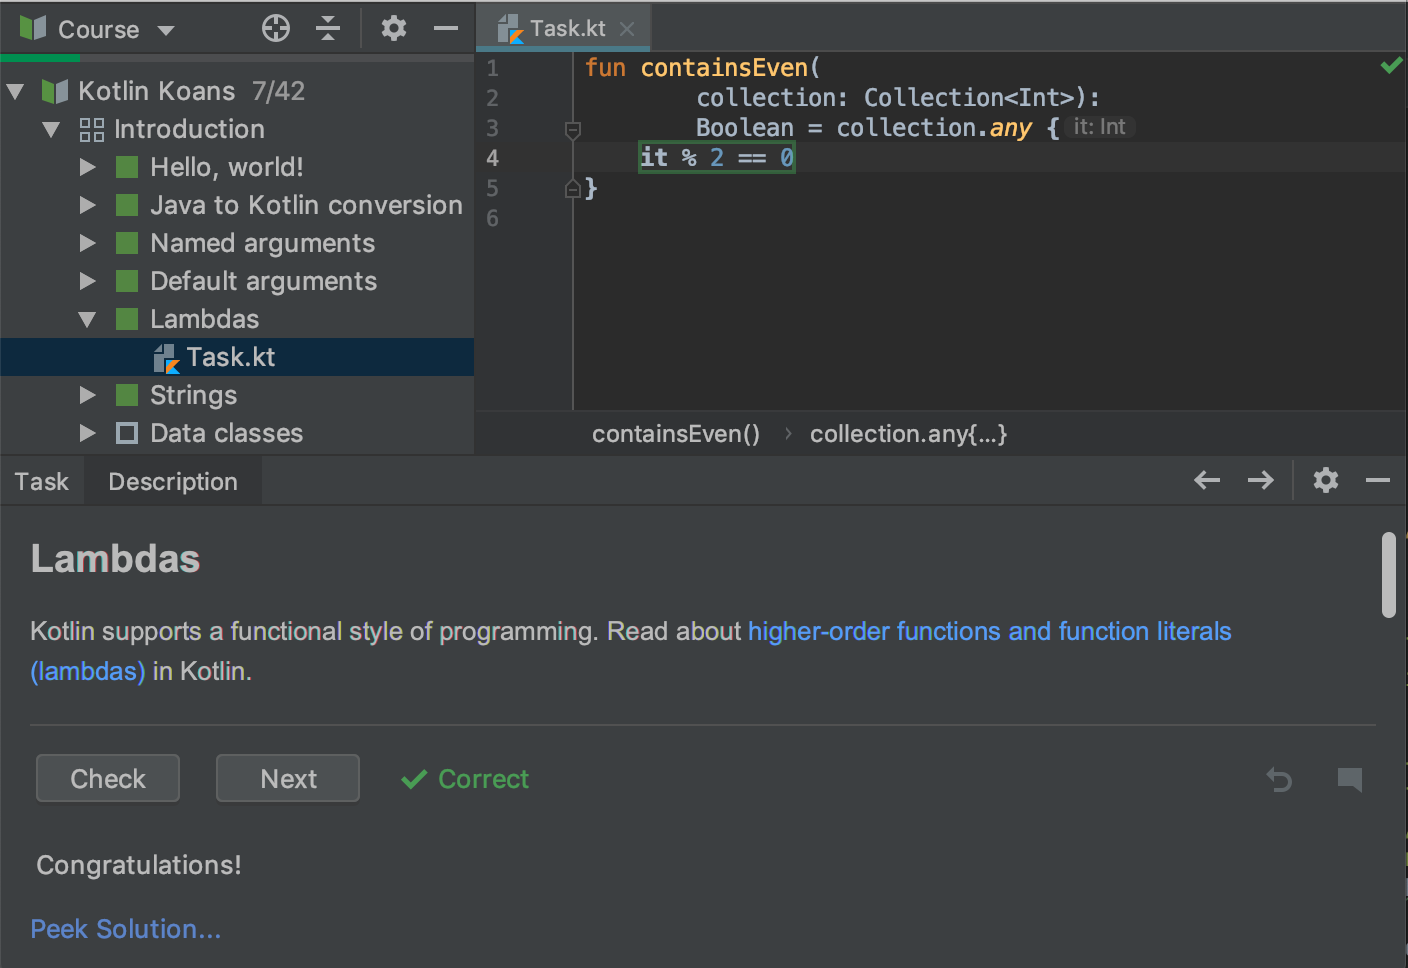 Course
Task.kt
Kotlin Koans 7/42
Introduction
Hello, world!
Java to Kotlin conversion
Named arguments
Default arguments
Lambdas
Task.kt
Strings
Data classes
1 fun containsEven(
2 collection: Collection<Int>):
3 Boolean = collection.any { it: Int
4 it % 2 == 0
5 }
6
containsEven() › collection.any{...}
Task Description
Lambdas
Kotlin supports a functional style of programming. Read about higher-order functions and function literals
(lambdas) in Kotlin.
Check Next Correct
Congratulations!
Peek Solution...